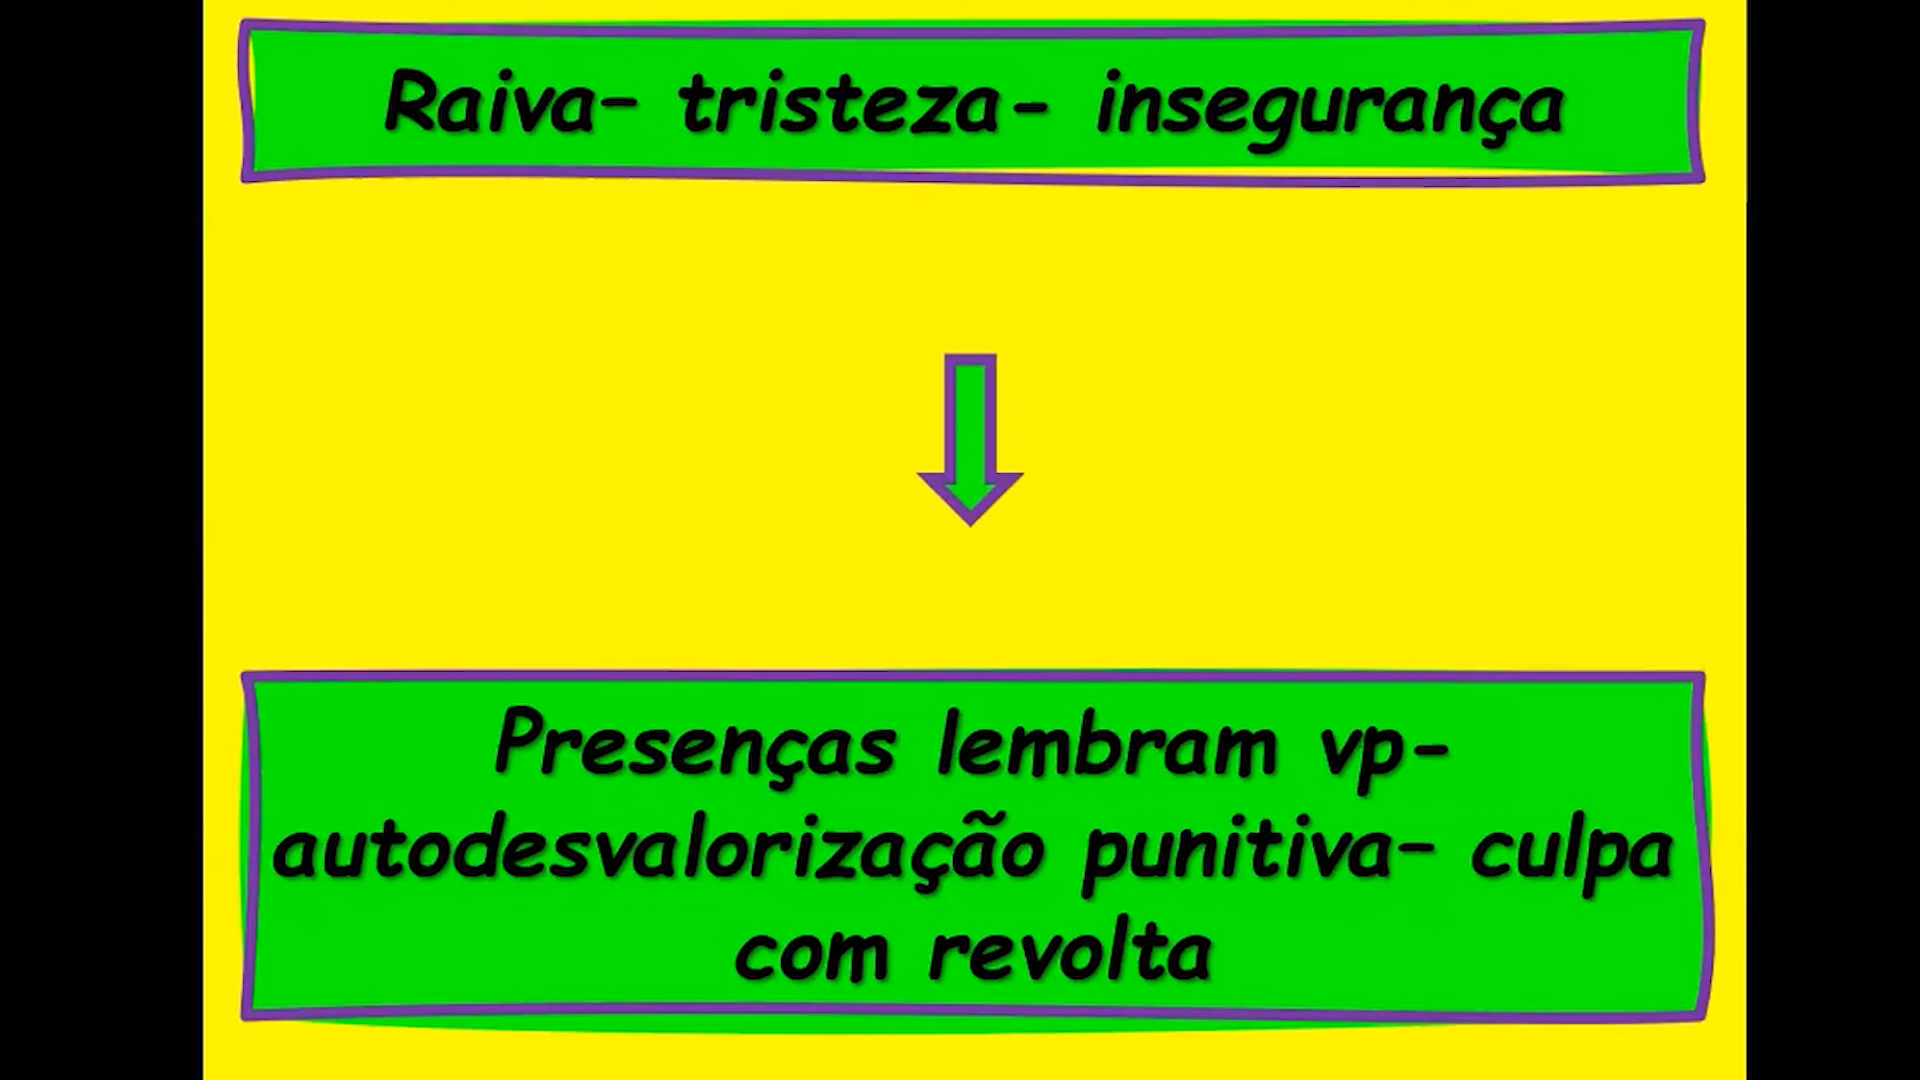 Raiva- tristeza- insegurança
Presenças lembram vp-
autodesvalorização punitiva- culpa
com revolta